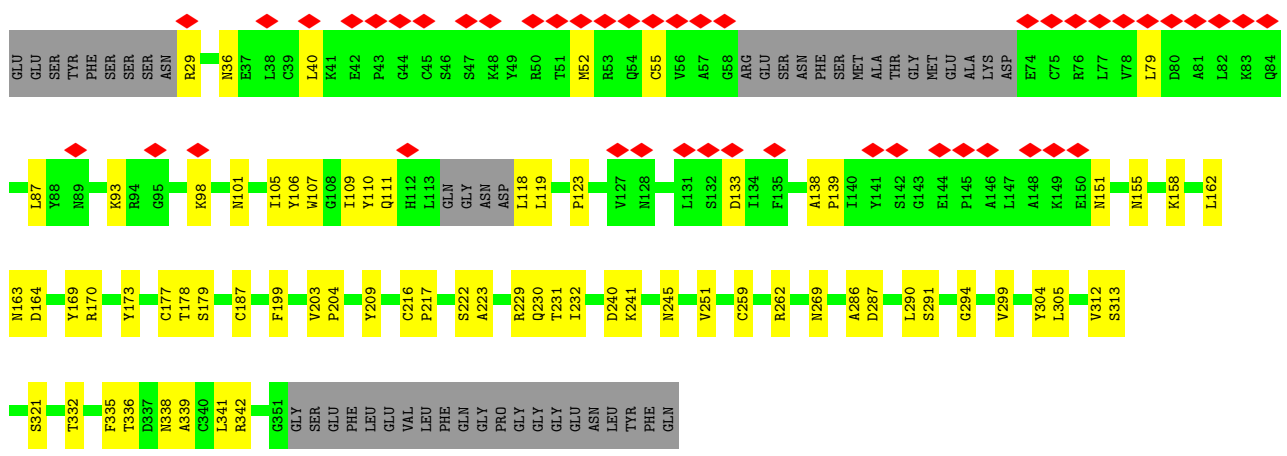 GLU GLU SER TYR PHE SER SER SER ASN R29 N36 E37 L38 C39 L40 K41 E42 P43 G44 C45 S46 S47 K48 Y49 R50 T51 M52 R53 Q54 C55 V56 A57 G58 ARG GLU SER ASN PHE SER MET ALA THR GLY MET GLU ALA LYS ASP E74 C75 R76 L77 V78 L79 D80 A81 L82 K83 Q84
L87 Y88 N89 K93 R94 G95 K98 N101 I105 Y106 W107 G108 I109 Y110 Q111 H112 L113 GLN GLY ASN ASP L118 L119 P123 V127 N128 L131 S132 D133 I134 F135 A138 P139 I140 Y141 S142 G143 E144 P145 A146 L147 A148 K149 E150 N151 N155 K158 L162
N163 D164 Y169 R170 Y173 C177 T178 S179 C187 F199 V203 P204 Y209 C216 P217 S222 A223 R229 Q230 T231 I232 D240 K241 N245 V251 C259 R262 N269 A286 D287 L290 S291 G294 V299 Y304 L305 V312 S313
S321 T332 F335 T336 D337 N338 A339 C340 L341 R342 G351 GLY SER GLU PHE LEU GLU VAL LEU PHE GLN GLY PRO GLY GLY GLY GLU ASN LEU TYR PHE GLN